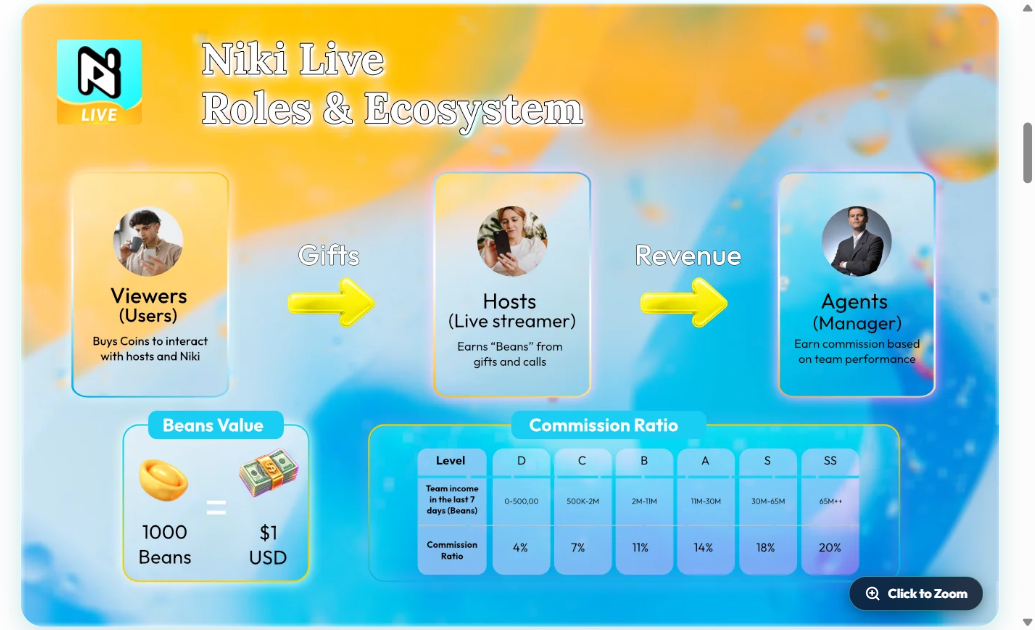 Niki Live
Roles & Ecosystem
LIVE
Viewers
(Users)
Buys Coins to interact
with hosts and Niki
Gifts
Hosts
(Live streamer)
Earns “Beans” from
gifts and calls
Revenue
Agents
(Manager)
Earn commission based
on team performance
Beans Value
1000
Beans
=
$1
USD
Commission Ratio
Level D C B A S SS
Team income
in the last 7
days (Beans)
0-500,00 500K-2M 2M-11M 11M-30M 30M-65M 65M++
Commission
Ratio
4% 7% 11% 14% 18% 20%
Click to Zoom